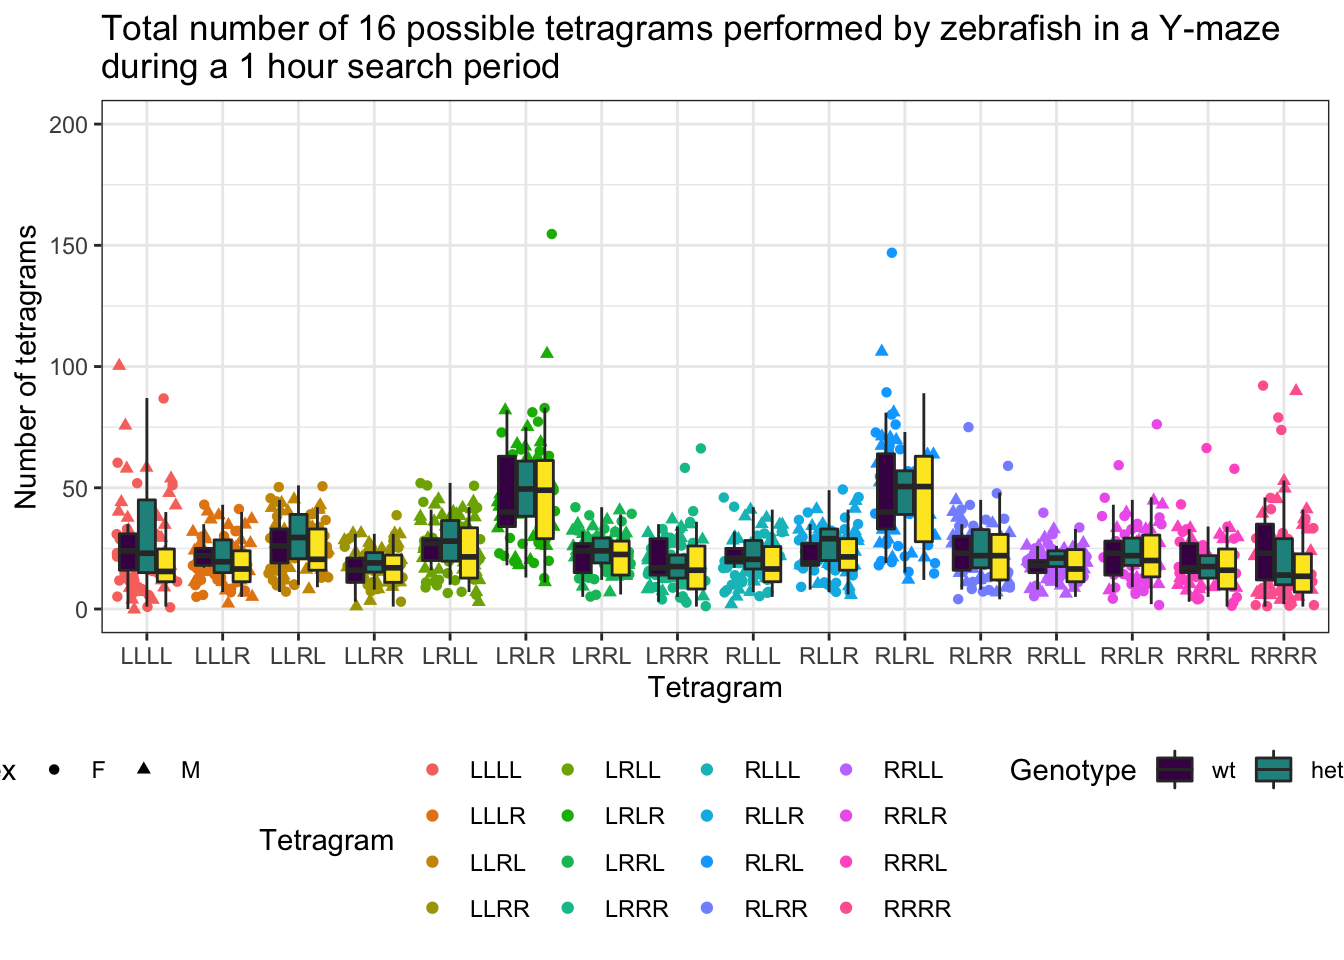 Total number of 16 possible tetragrams performed by zebrafish in a Y-maze
during a 1 hour search period
Number of tetragrams
200
150
100
50
0
LLLL LLLR LLRL LLRR LRLL LRLR LRRL LRRR RLLL RLLR RLRL RLRR RRLL RRLR RRRL RRRR
Tetragram
ex F M
Tetragram
LLLL LRLL RLLL RRLL
LLLR LRLR RLLR RRLR
LLRL LRRL RLRL RRRL
LLRR LRRR RLRR RRRR
Genotype wt het